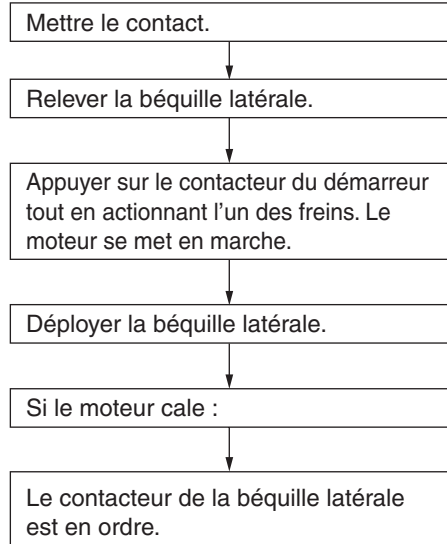 Mettre le contact.
Relever la béquille latérale.
Appuyer sur le contacteur du démarreur
tout en actionnant l’un des freins. Le
moteur se met en marche.
Déployer la béquille latérale.
Si le moteur cale :
Le contacteur de la béquille latérale
est en ordre.